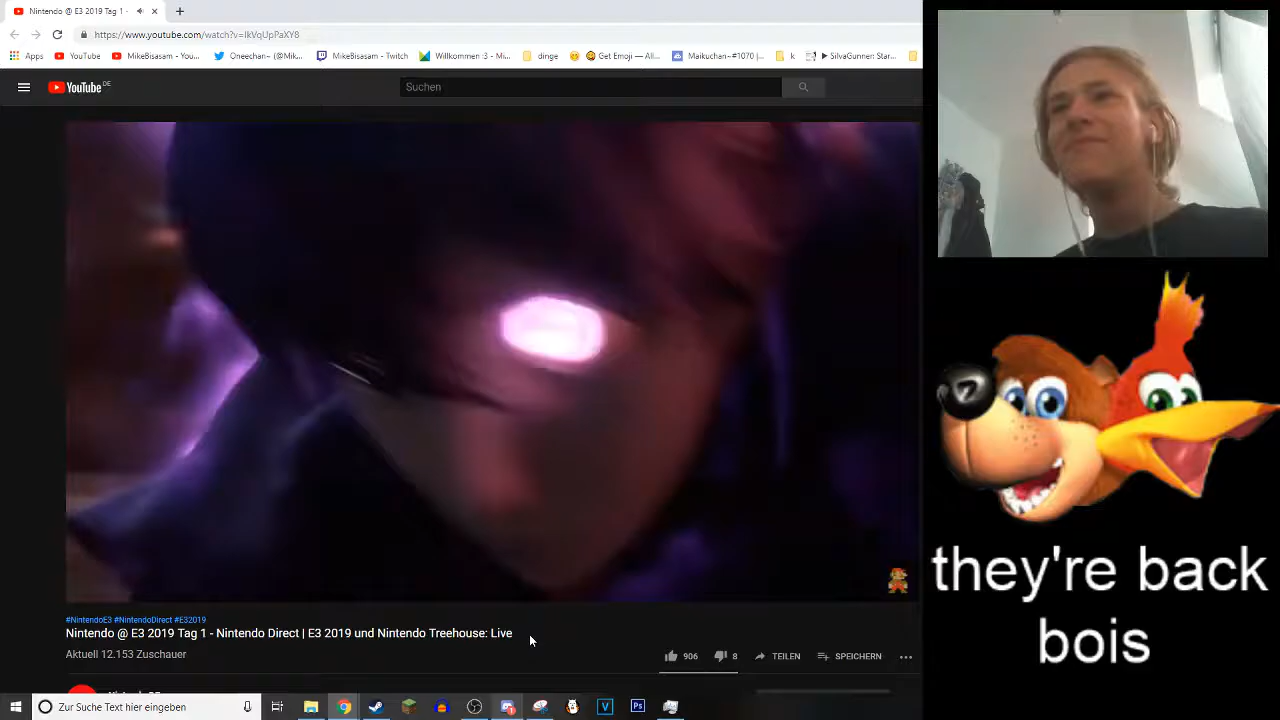 Nintendo @ E3 2019 Tag 1 -
https://www.youtube.com/watch?v=IkVqUpPaXY8
Apps YouTube MikeBisasam - You... Oneechan~ (@Mik... MikeBisasam - Twitch Willkommen :3 - Mi... dinge Get Emoji — All... Maikuchan~#1070 |... k ▶ SilvaGunner: Star...
YouTube DE
Suchen
#NintendoE3 #NintendoDirect #E32019
Nintendo @ E3 2019 Tag 1 - Nintendo Direct | E3 2019 und Nintendo Treehouse: Live
Aktuell 12.153 Zuschauer
906 8 TEILEN SPEICHERN
Zur Suche Text hier eingeben
they're back
bois